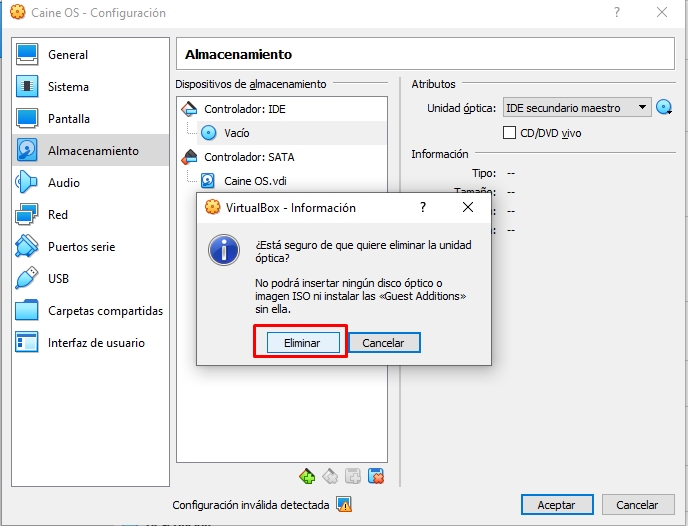 Caine OS - Configuración
General
Sistema
Pantalla
Almacenamiento
Audio
Red
Puertos serie
USB
Carpetas compartidas
Interfaz de usuario
Almacenamiento
Dispositivos de almacenamiento
Controlador: IDE
Vacío
Controlador: SATA
Caine OS.vdi
Atributos
Unidad óptica: IDE secundario maestro
CD/DVD vivo
Información
Tipo: --
Tamaño: --
--
--
VirtualBox - Información
¿Está seguro de que quiere eliminar la unidad
óptica?
No podrá insertar ningún disco óptico o
imagen ISO ni instalar las «Guest Additions»
sin ella.
Eliminar Cancelar
Configuración inválida detectada
Aceptar Cancelar